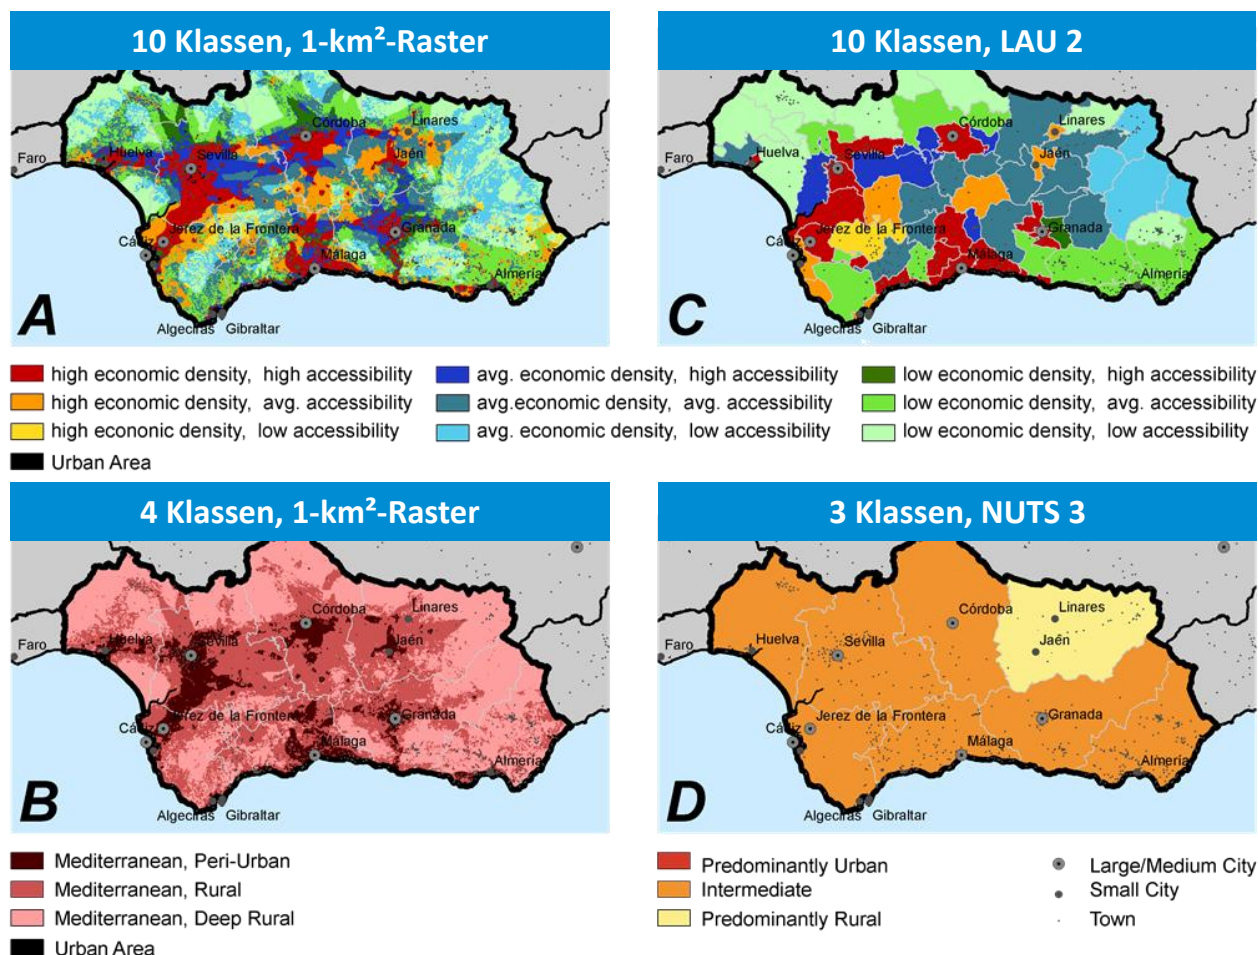 10 Klassen, 1-km²-Raster
10 Klassen, LAU 2
Córdoba
Linares
Huelva
Sevilla
Jaén
Faro
Jerez de la Frontera
Granada
Cádiz
Málaga
Almería
Algeciras
Gibraltar
A
Córdoba
Linares
Huelva
Sevilla
Jaén
Faro
Jerez de la Frontera
Granada
Cádiz
Málaga
Almería
Algeciras
Gibraltar
C
high economic density, high accessibility
avg. economic density, high accessibility
low economic density, high accessibility
high economic density, avg. accessibility
avg.economic density, avg. accessibility
low economic density, avg. accessibility
high econonic density, low accessibility
avg. economic density, low accessibility
low economic density, low accessibility
Urban Area
4 Klassen, 1-km²-Raster
3 Klassen, NUTS 3
Córdoba
Linares
Huelva
Sevilla
Jaén
Faro
Jerez de la Frontera
Granada
Cádiz
Málaga
Almería
Algeciras
Gibraltar
B
Córdoba
Linares
Huelva
Sevilla
Jaén
Faro
Jerez de la Frontera
Granada
Cádiz
Málaga
Almería
Algeciras
Gibraltar
D
Mediterranean, Peri-Urban
Mediterranean, Rural
Mediterranean, Deep Rural
Urban Area
Predominantly Urban
Intermediate
Predominantly Rural
Large/Medium City
Small City
Town